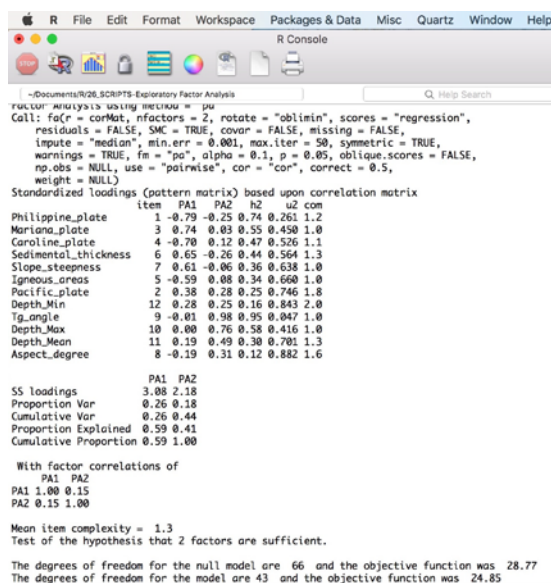 R File Edit Format Workspace Packages & Data Misc Quartz Window Help
R Console
STOP
~/Documents/R/26_SCRIPTS-Exploratory Factor Analysis
Help Search
Factor Analysis using method = pa
Call: fa(r = corMat, nfactors = 2, rotate = "oblimin", scores = "regression",
residuals = FALSE, SMC = TRUE, covar = FALSE, missing = FALSE,
impute = "median", min.err = 0.001, max.iter = 50, symmetric = TRUE,
warnings = TRUE, fm = "pa", alpha = 0.1, p = 0.05, oblique.scores = FALSE,
np.obs = NULL, use = "pairwise", cor = "cor", correct = 0.5,
weight = NULL)
Standardized loadings (pattern matrix) based upon correlation matrix
item PA1 PA2 h2 u2 com
Philippine_plate 1 -0.79 -0.25 0.74 0.261 1.2
Mariana_plate 3 0.74 0.03 0.55 0.450 1.0
Caroline_plate 4 -0.70 0.12 0.47 0.526 1.1
Sedimental_thickness 6 0.65 -0.26 0.44 0.564 1.3
Slope_steepness 7 0.61 -0.06 0.36 0.638 1.0
Igneous_areas 5 -0.59 0.08 0.34 0.660 1.0
Pacific_plate 2 0.38 0.28 0.25 0.746 1.8
Depth_Min 12 0.28 0.25 0.16 0.843 2.0
Tg_angle 9 -0.01 0.98 0.95 0.047 1.0
Depth_Max 10 0.00 0.76 0.58 0.416 1.0
Depth_Mean 11 0.19 0.49 0.30 0.701 1.3
Aspect_degree 8 -0.19 0.31 0.12 0.882 1.6
PA1 PA2
SS loadings 3.08 2.18
Proportion Var 0.26 0.18
Cumulative Var 0.26 0.44
Proportion Explained 0.59 0.41
Cumulative Proportion 0.59 1.00
With factor correlations of
PA1 PA2
PA1 1.00 0.15
PA2 0.15 1.00
Mean item complexity = 1.3
Test of the hypothesis that 2 factors are sufficient.
The degrees of freedom for the null model are 66 and the objective function was 28.77
The degrees of freedom for the model are 43 and the objective function was 24.85